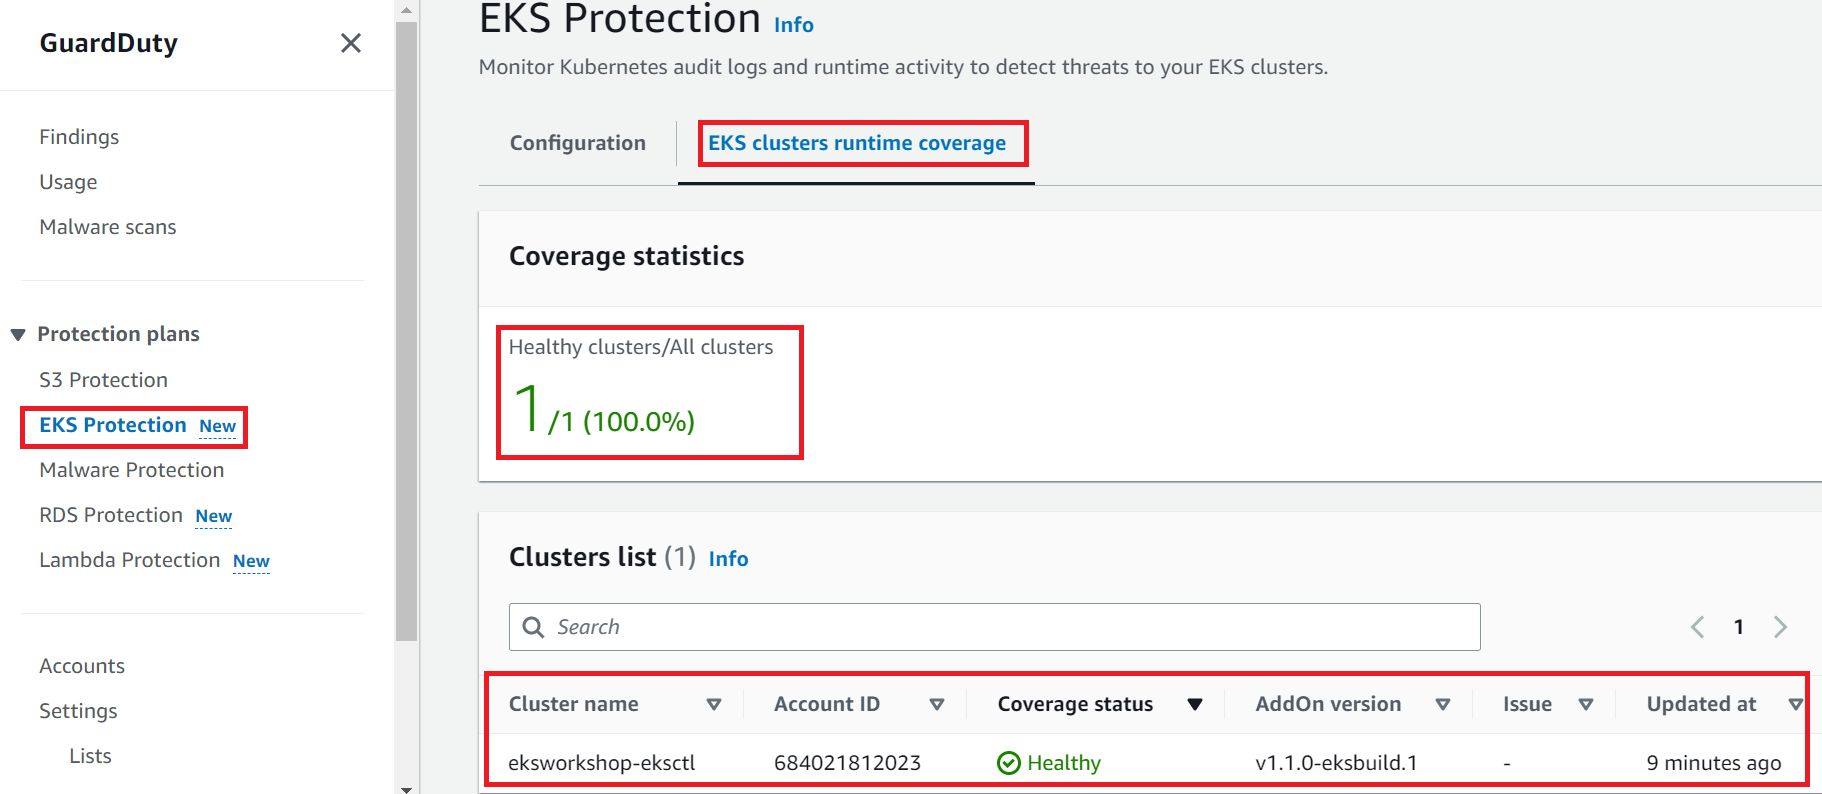 GuardDuty
Findings
Usage
Malware scans
Protection plans
S3 Protection
EKS Protection New
Malware Protection
RDS Protection New
Lambda Protection New
Accounts
Settings
Lists
EKS Protection Info
Monitor Kubernetes audit logs and runtime activity to detect threats to your EKS clusters.
Configuration EKS clusters runtime coverage
Coverage statistics
Healthy clusters/All clusters
1/1 (100.0%)
Clusters list (1) Info
Search 1
Cluster name Account ID Coverage status AddOn version Issue Updated at
eksworkshop-eksctl 684021812023 Healthy v1.1.0-eksbuild.1 - 9 minutes ago